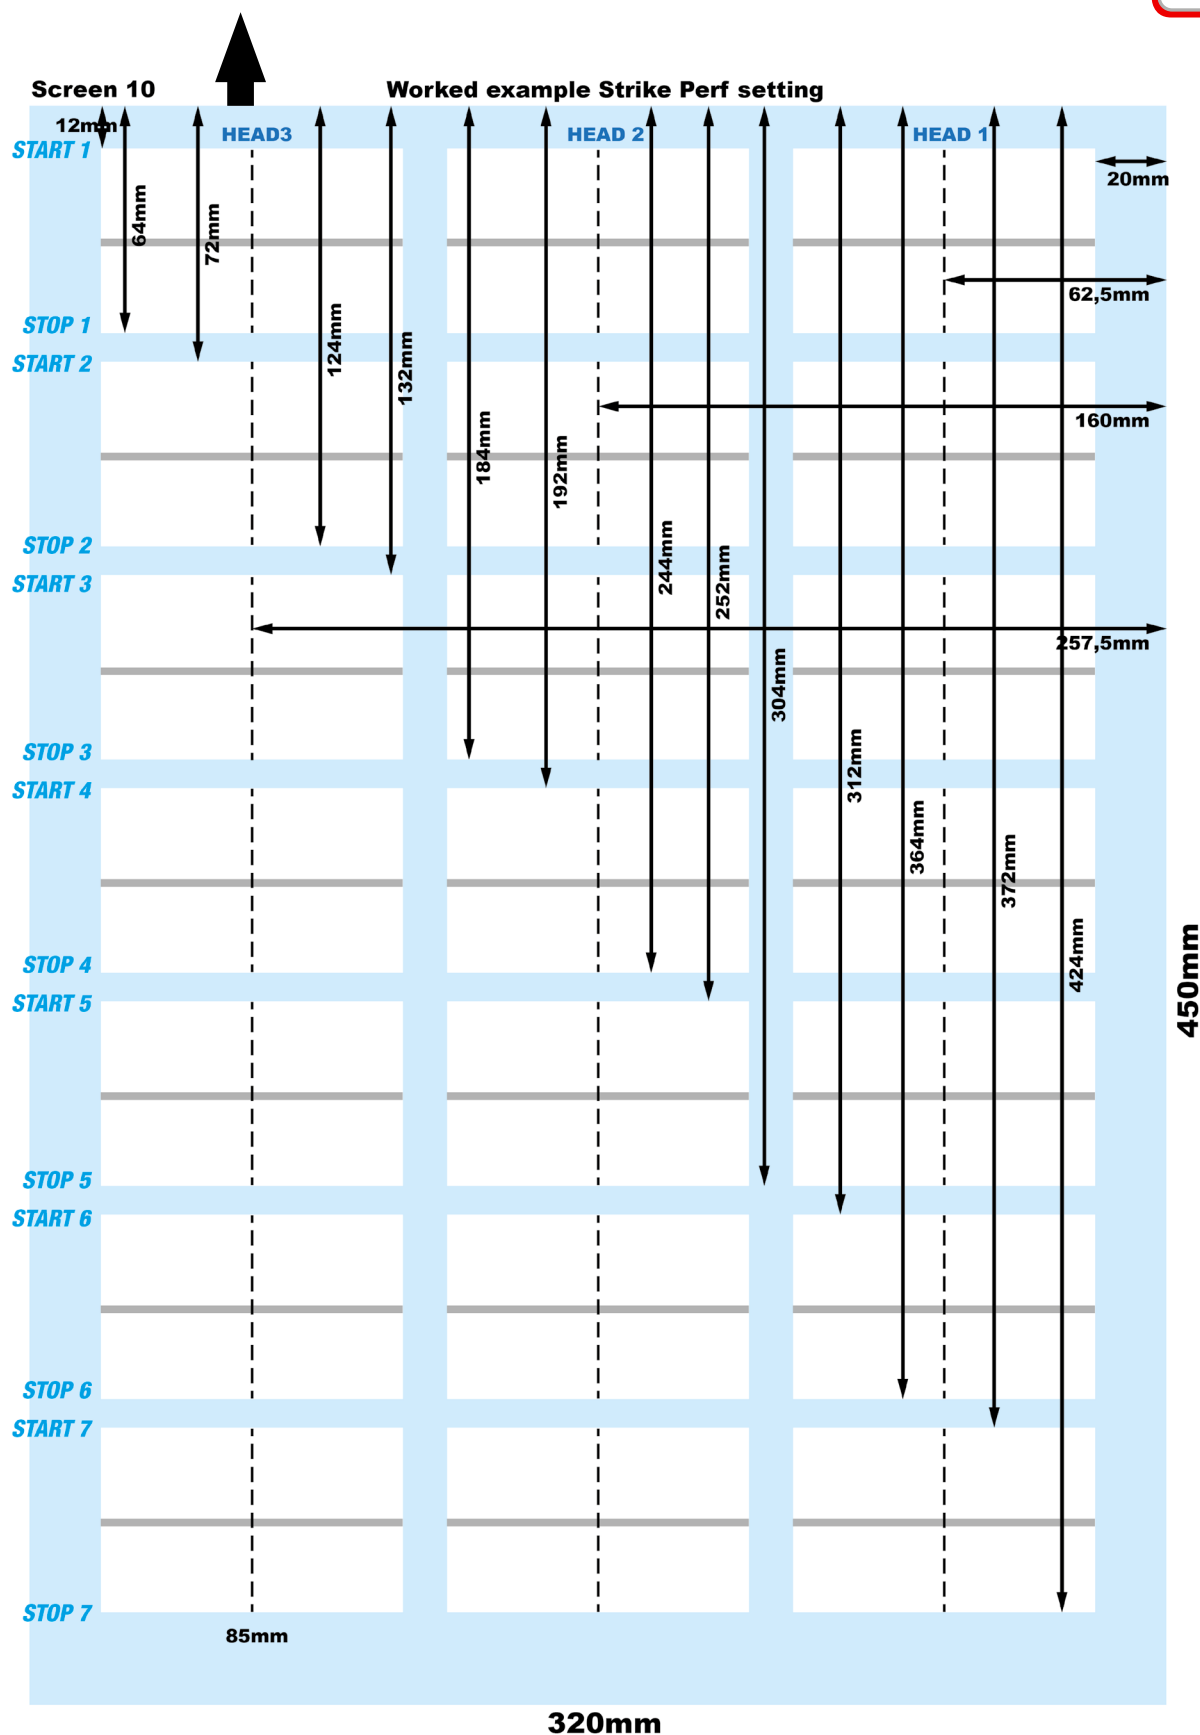 Screen 10
Worked example Strike Perf setting
12mm
HEAD3
HEAD 2
HEAD 1
START 1
20mm
64mm
72mm
62,5mm
STOP 1
124mm
START 2
132mm
160mm
184mm
192mm
STOP 2
244mm
252mm
START 3
257,5mm
304mm
STOP 3
312mm
START 4
364mm
372mm
424mm
STOP 4
450mm
START 5
STOP 5
START 6
STOP 6
START 7
STOP 7
85mm
320mm